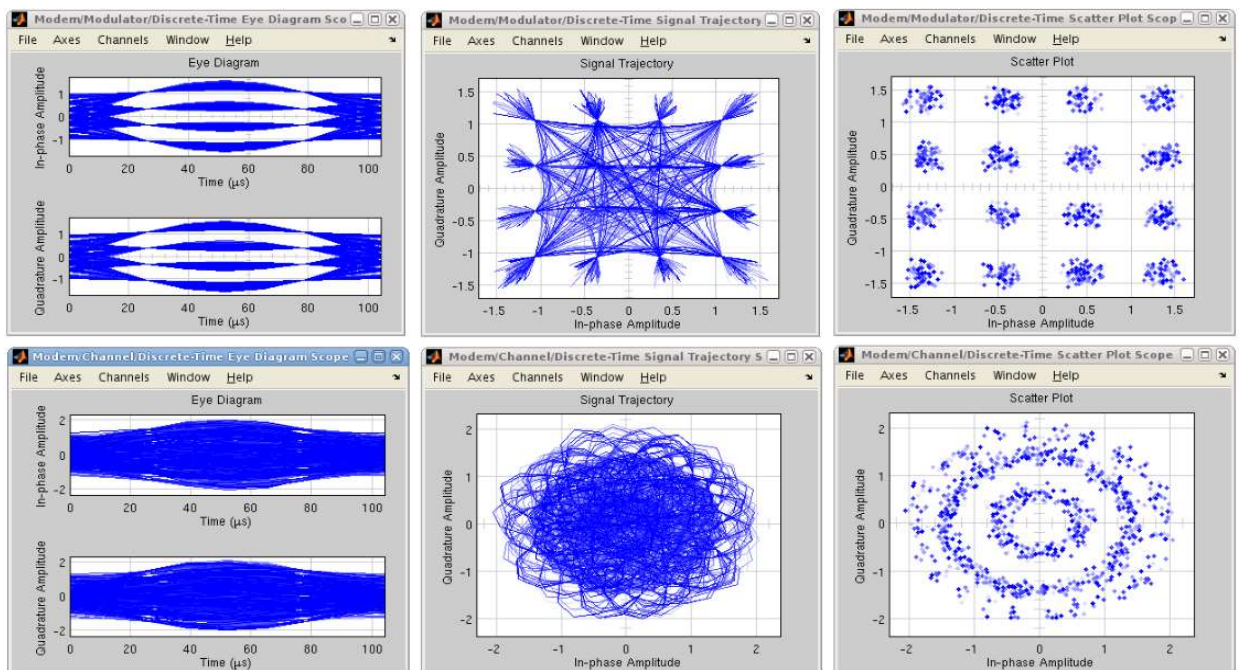 Modem/Modulator/Discrete-Time Eye Diagram Sco
File Axes Channels Window Help
Eye Diagram
In-phase Amplitude
1
0
-1
0 20 40 60 80 100
Time (μs)
Quadrature Amplitude
1
0
-1
0 20 40 60 80 100
Time (μs)
Modem/Modulator/Discrete-Time Signal Trajectory
File Axes Channels Window Help
Signal Trajectory
Quadrature Amplitude
1.5
1
0.5
0
-0.5
-1
-1.5
-1.5 -1 -0.5 0 0.5 1 1.5
In-phase Amplitude
Modem/Modulator/Discrete-Time Scatter Plot Scop
File Axes Channels Window Help
Scatter Plot
Quadrature Amplitude
1.5
1
0.5
0
-0.5
-1
-1.5
-1.5 -1 -0.5 0 0.5 1 1.5
In-phase Amplitude
Modem/Channel/Discrete-Time Eye Diagram Scope
File Axes Channels Window Help
Eye Diagram
In-phase Amplitude
2
0
-2
0 20 40 60 80 100
Time (μs)
Quadrature Amplitude
2
0
-2
0 20 40 60 80 100
Time (μs)
Modem/Channel/Discrete-Time Signal Trajectory S
File Axes Channels Window Help
Signal Trajectory
Quadrature Amplitude
2
1
0
-1
-2
-2 -1 0 1 2
In-phase Amplitude
Modem/Channel/Discrete-Time Scatter Plot Scope
File Axes Channels Window Help
Scatter Plot
Quadrature Amplitude
2
1
0
-1
-2
-2 -1 0 1 2
In-phase Amplitude